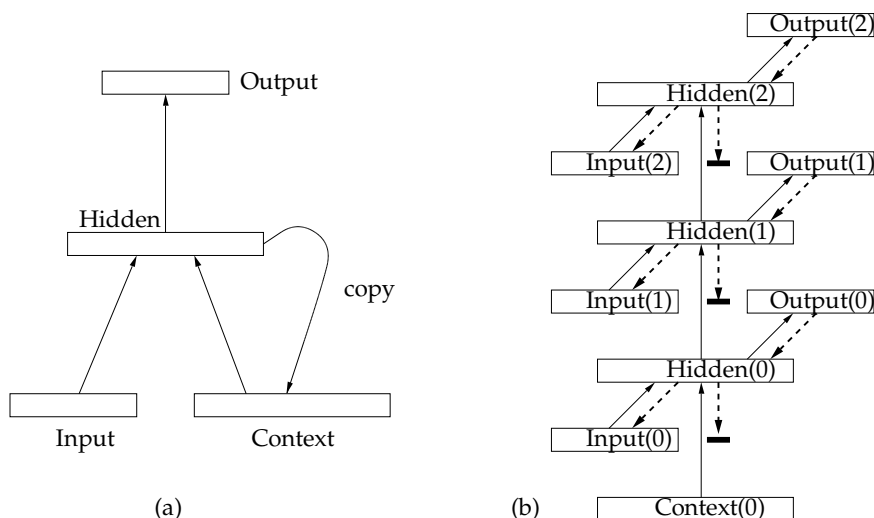 Output
Hidden
copy
Input
Context
(a)
Output(2)
Hidden(2)
Input(2)
Output(1)
Hidden(1)
Input(1)
Output(0)
Hidden(0)
Input(0)
Context(0)
(b)